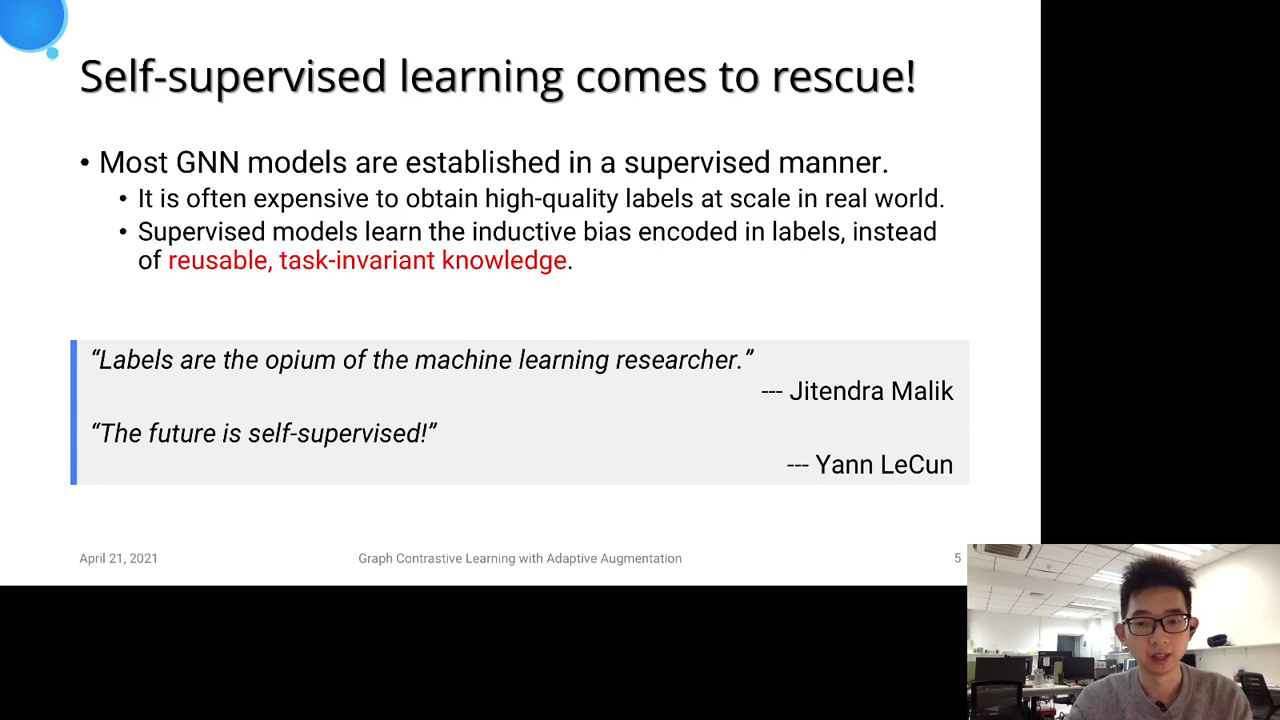 Self-supervised learning comes to rescue!
• Most GNN models are established in a supervised manner.
• It is often expensive to obtain high-quality labels at scale in real world.
• Supervised models learn the inductive bias encoded in labels, instead
of reusable, task-invariant knowledge.
“Labels are the opium of the machine learning researcher.”
--- Jitendra Malik
“The future is self-supervised!”
--- Yann LeCun
April 21, 2021
Graph Contrastive Learning with Adaptive Augmentation
5